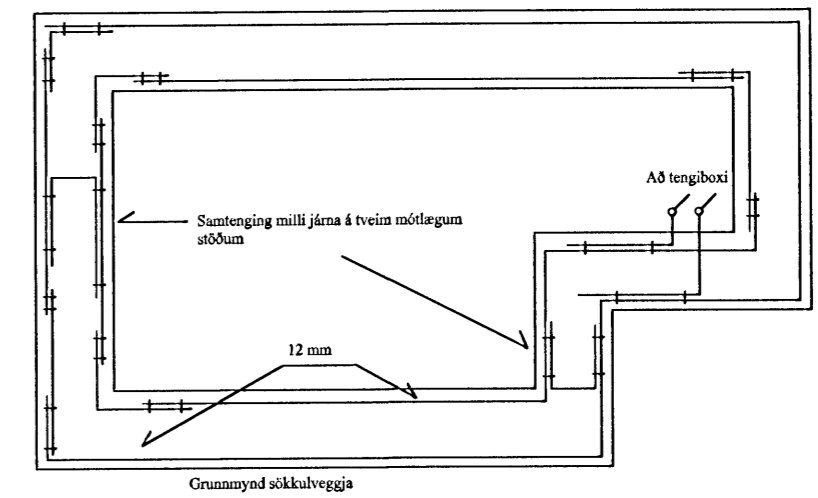 Að tengiboxi
Samtenging milli járna á tveim mótlægum
stöðum
12 mm
Grunnmynd sökkulveggja